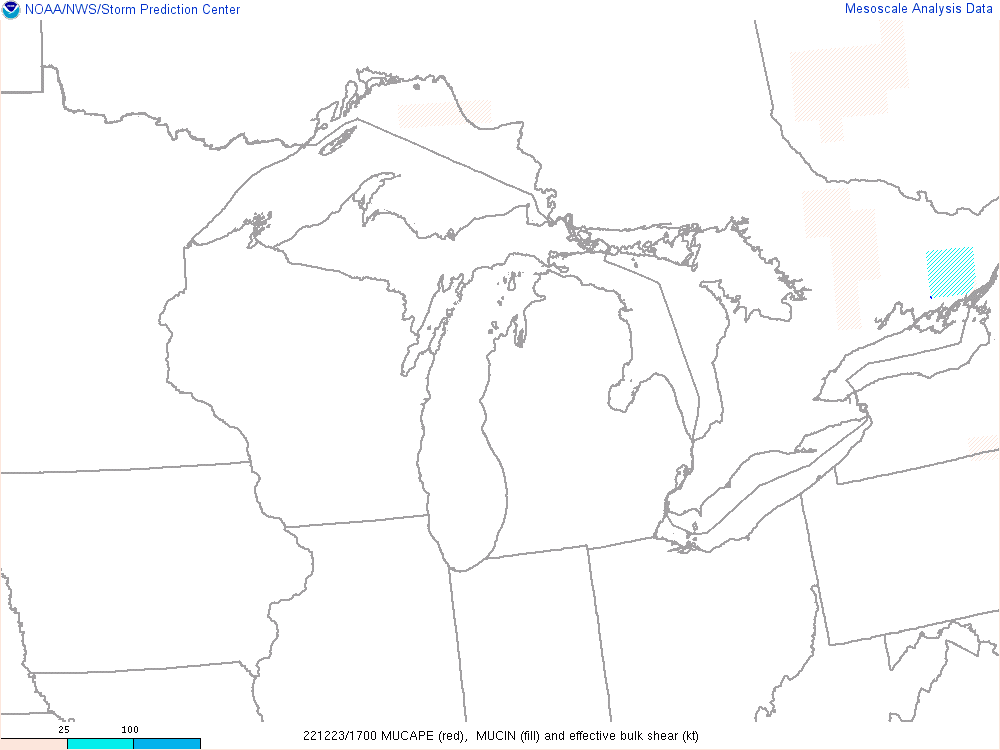 NOAA/NWS/Storm Prediction Center
Mesoscale Analysis Data
25 100
221223/1700 MUCAPE (red), MUCIN (fill) and effective bulk shear (kt)